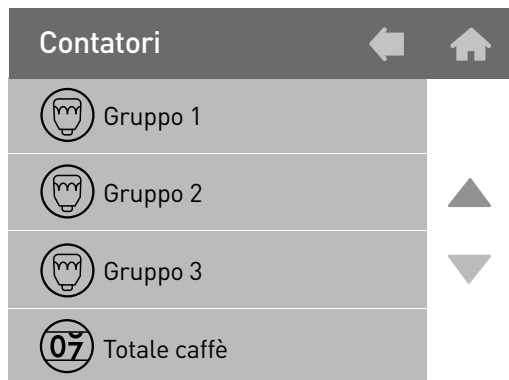 Contatori
Gruppo 1
Gruppo 2
Gruppo 3
07 Totale caffè